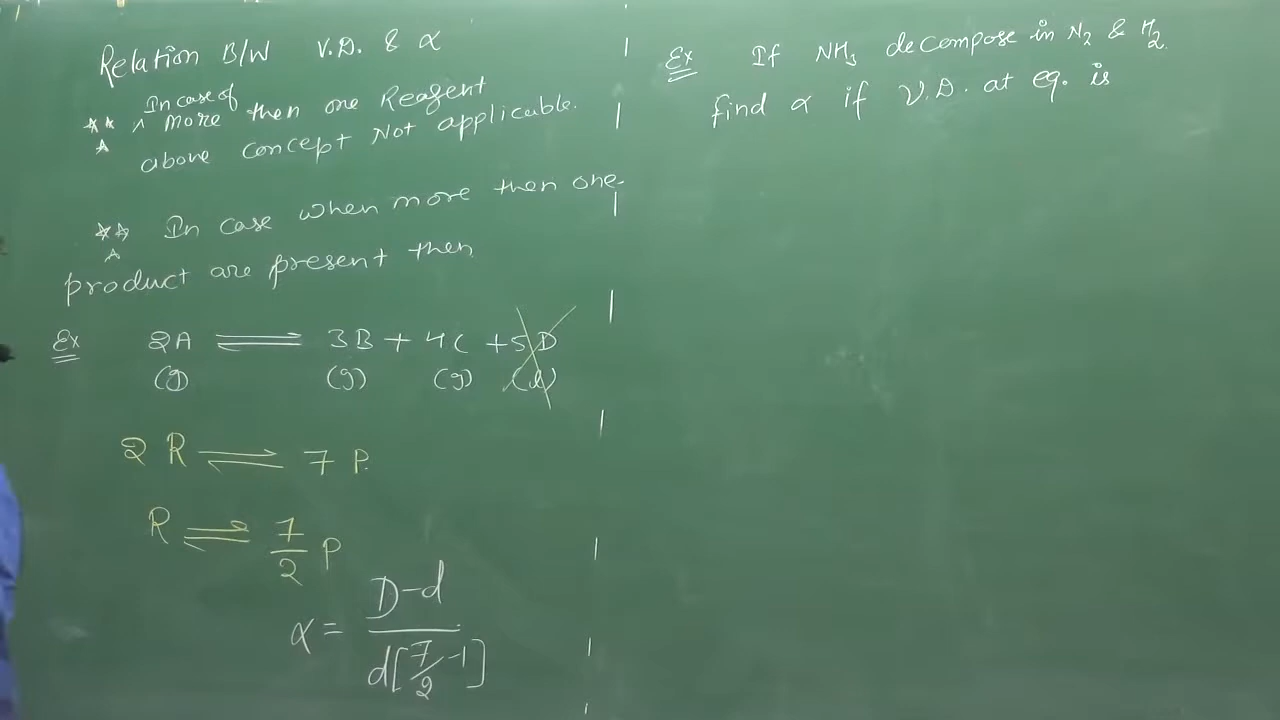 Relation B/W V.D. & α
In case of
** ^ more then one Reagent
*
above concept Not applicable.
** In case when more then one
*
product are present then
Ex 2A ⇌ 3B + 4C + 5D
(g) (g) (g) (s)
2 R ⇌ 7 P.
R ⇌ 7/2 P
α = D-d / d[7/2 -1]
Ex If NH3 decompose in N2 & H2
find α if V.D. at eq. is